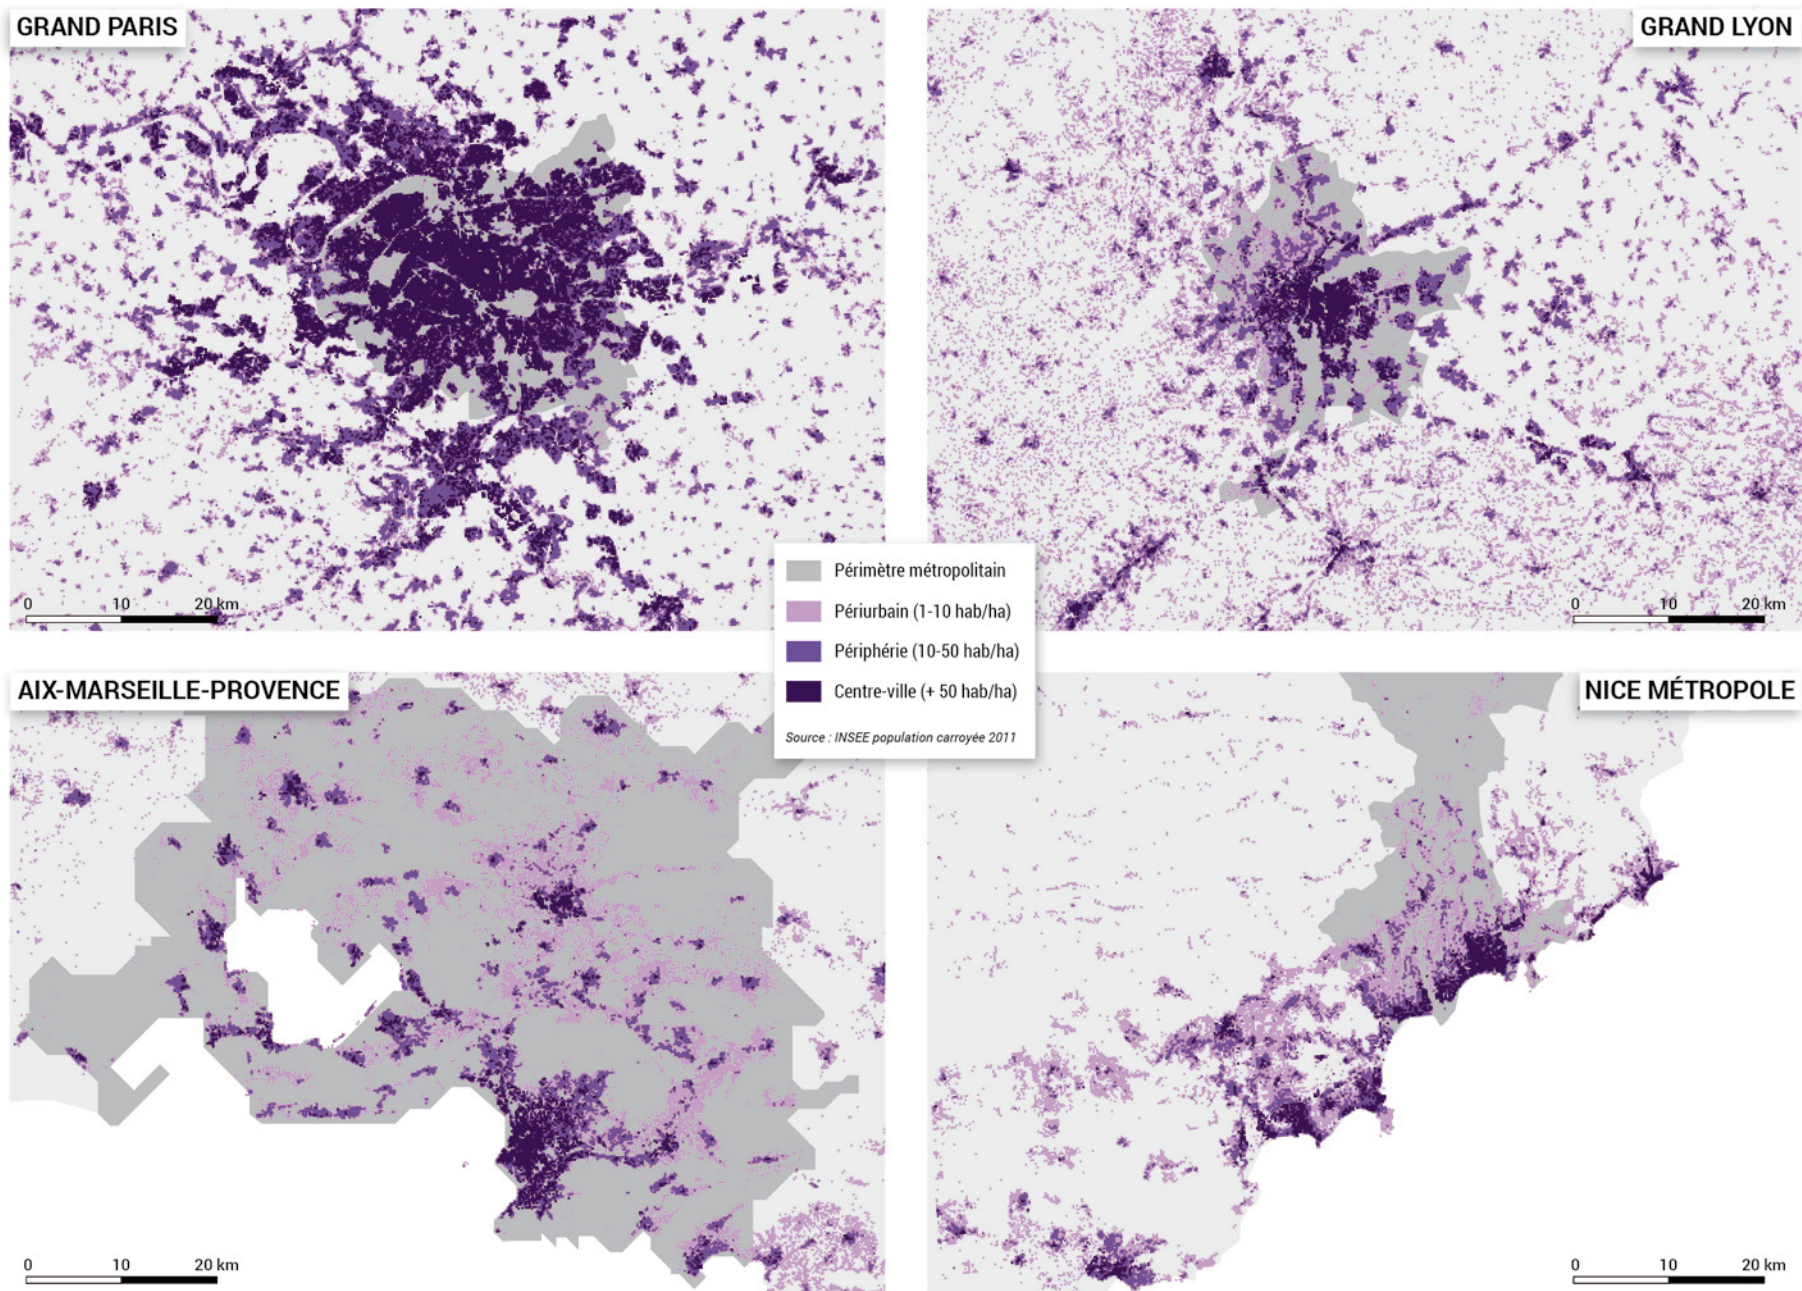 GRAND PARIS
GRAND LYON
0 10 20 km
0 10 20 km
Périmètre métropolitain
Périurbain (1-10 hab/ha)
Périphérie (10-50 hab/ha)
Centre-ville (+ 50 hab/ha)
Source : INSEE population carroyée 2011
AIX-MARSEILLE-PROVENCE
NICE MÉTROPOLE
0 10 20 km
0 10 20 km